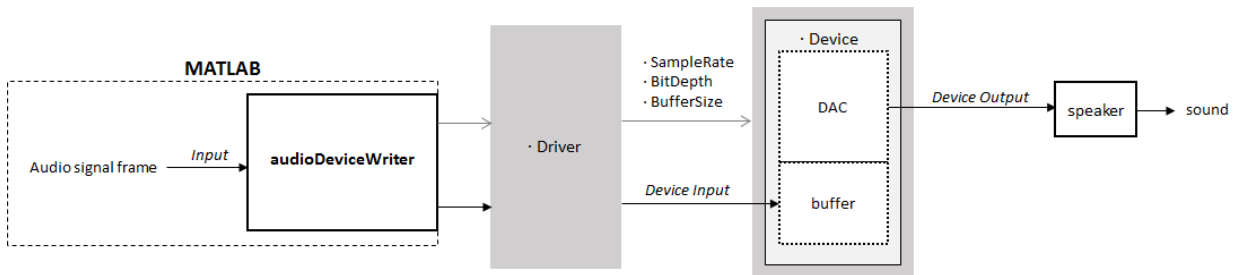 MATLAB
Audio signal frame
Input
audioDeviceWriter
· Driver
· SampleRate
· BitDepth
· BufferSize
Device Input
· Device
DAC
buffer
Device Output
speaker
sound